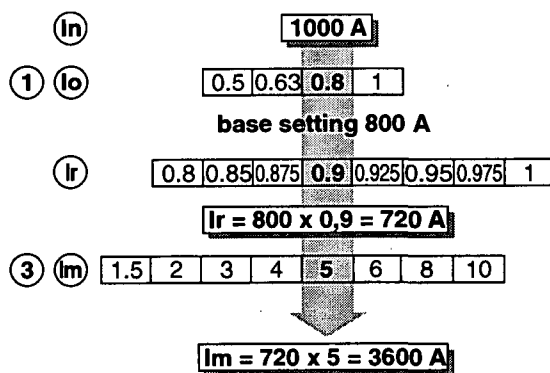 In 1000 A
1 Io 0.5 0.63 0.8 1
base setting 800 A
Ir 0.8 0.85 0.875 0.9 0.925 0.95 0.975 1
Ir = 800 x 0,9 = 720 A
3 Im 1.5 2 3 4 5 6 8 10
Im = 720 x 5 = 3600 A